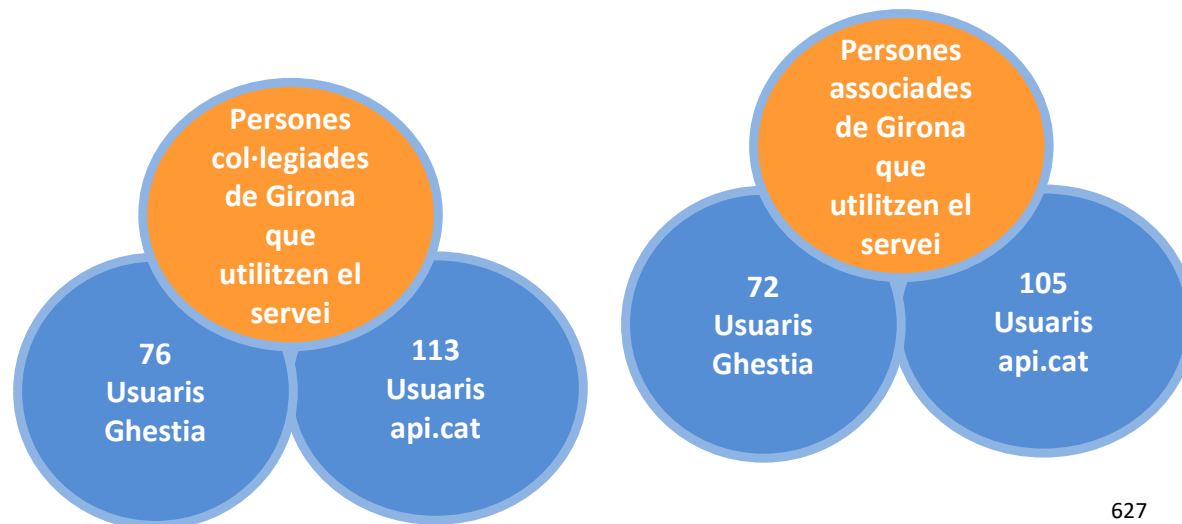 Persones
col·legiades
de Girona
que
utilitzen el
servei
76
Usuaris
Ghestia
113
Usuaris
api.cat
Persones
associades
de Girona
que
utilitzen el
servei
72
Usuaris
Ghestia
105
Usuaris
api.cat
627